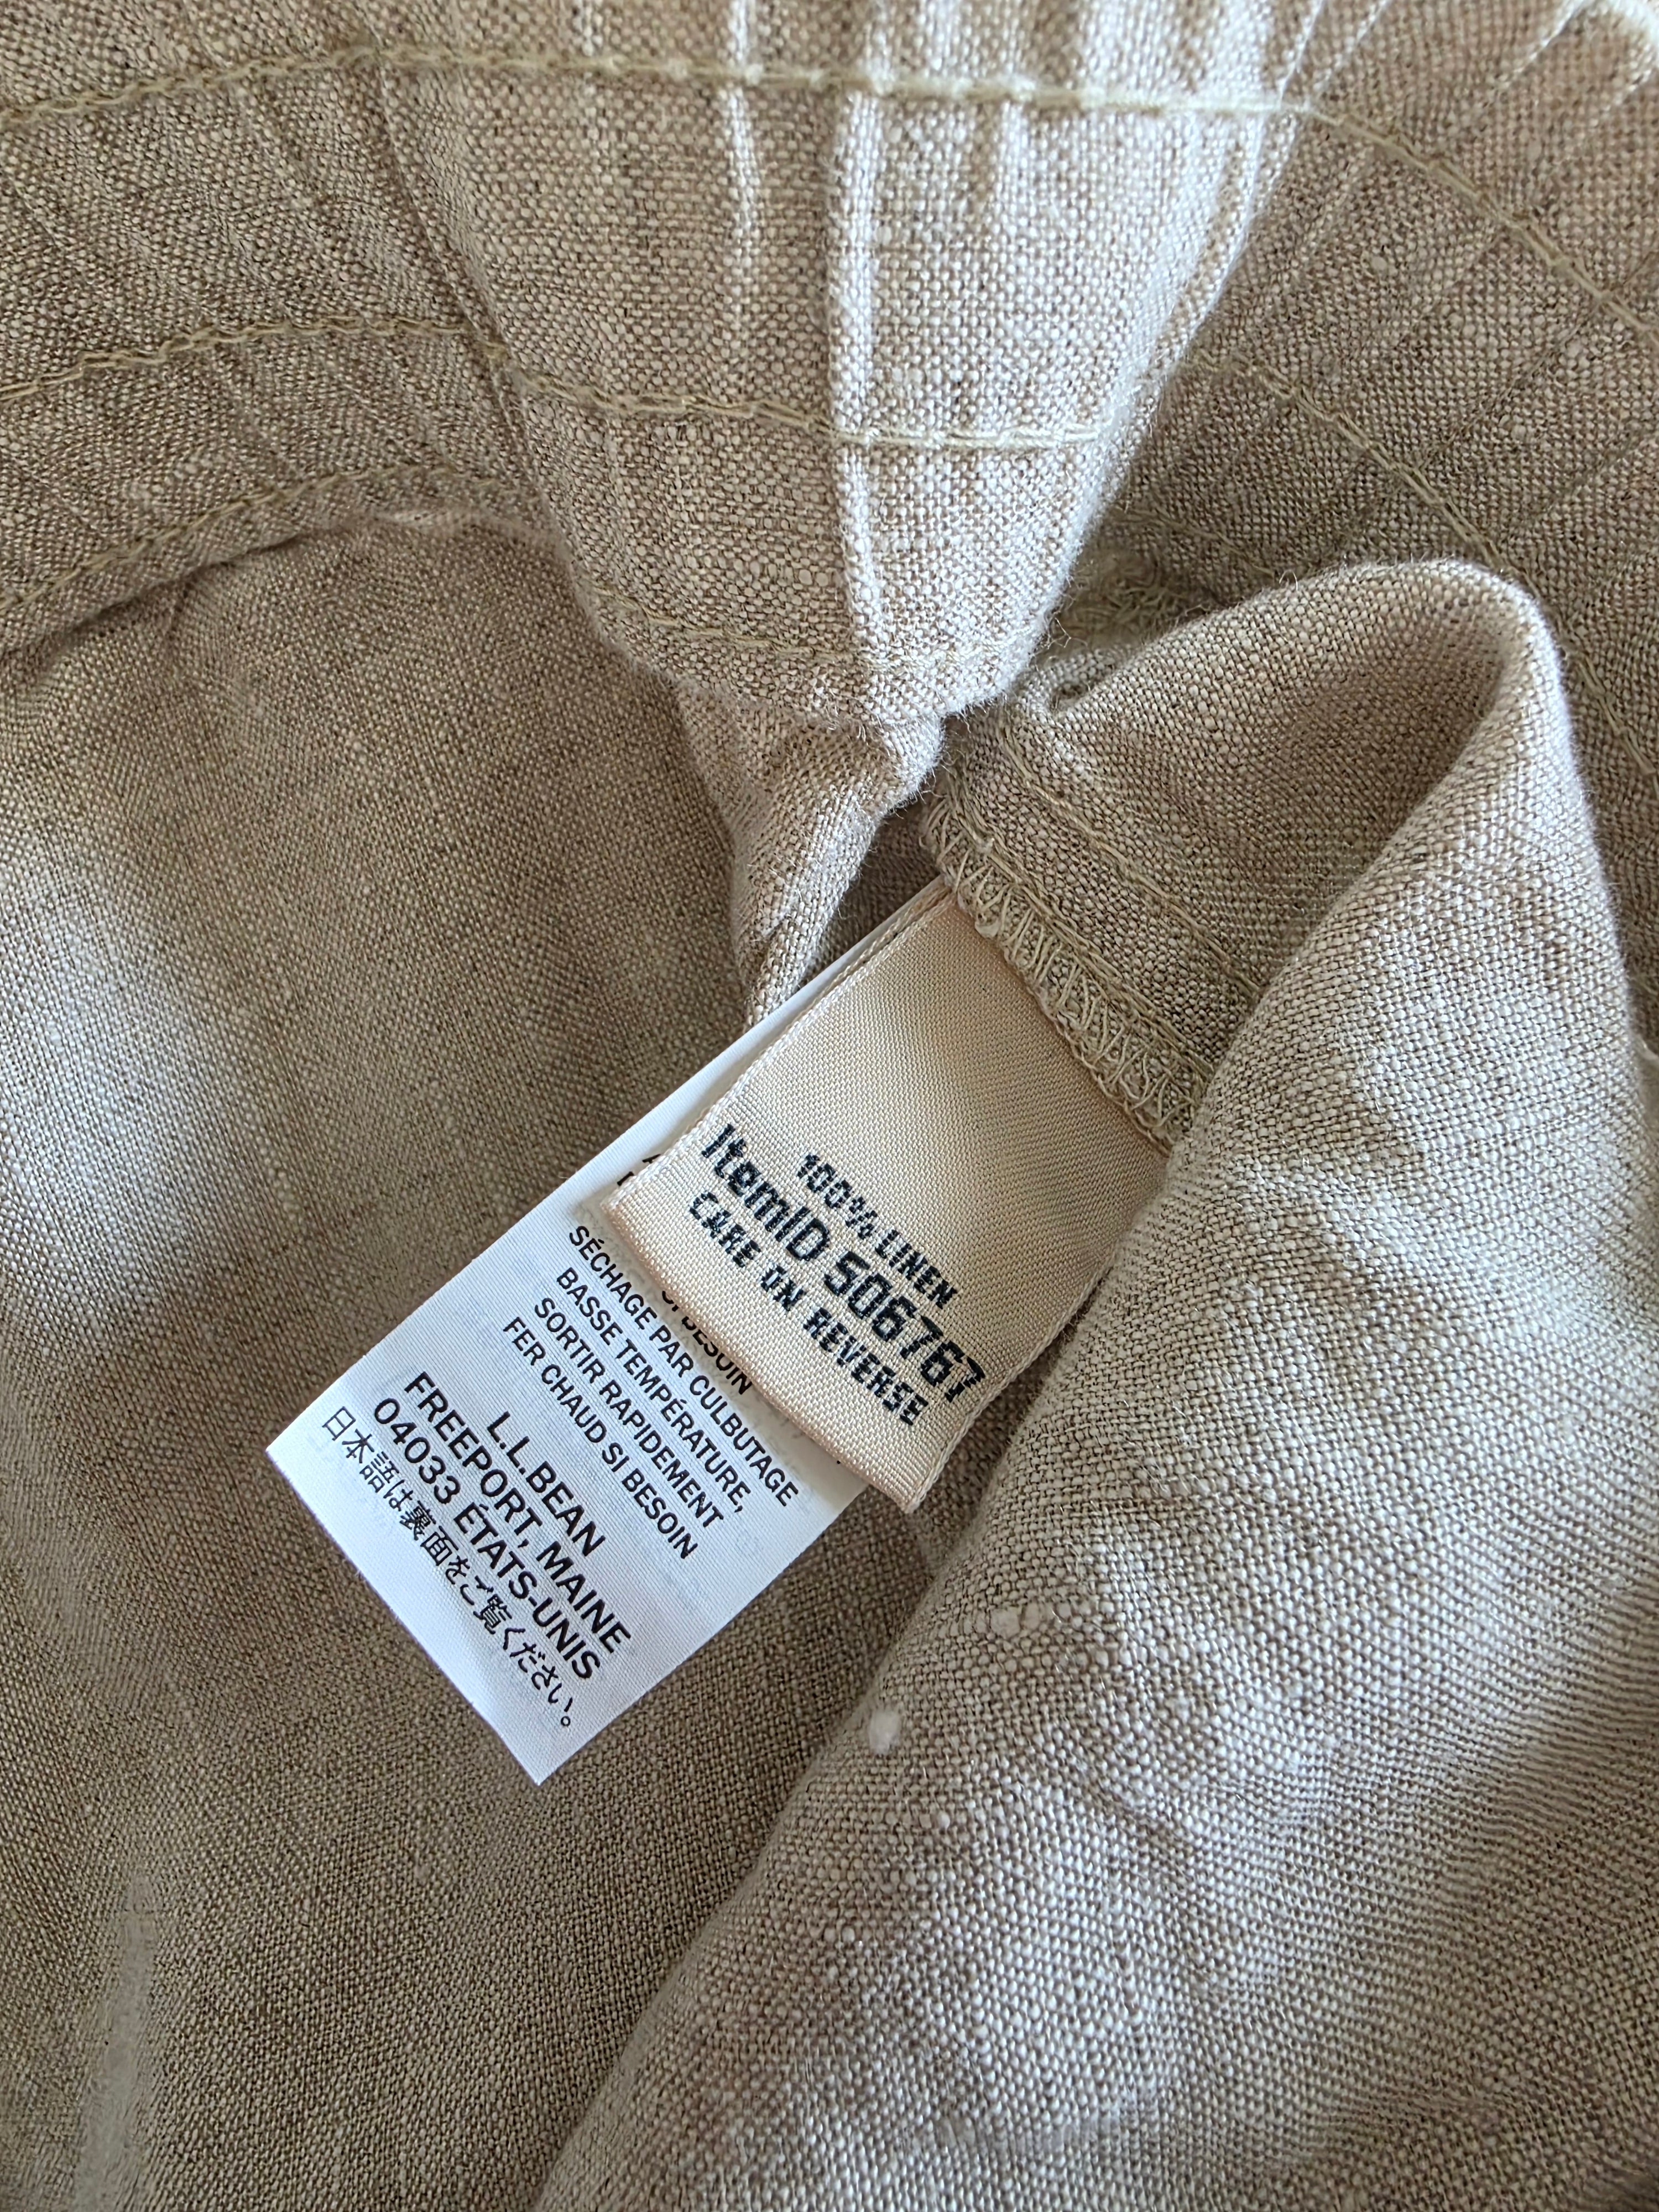 100% LINEN
ItemID 506767
CARE ON REVERSE
BESOIN
SÉCHAGE PAR CULBUTAGE
BASSE TEMPÉRATURE,
SORTIR RAPIDEMENT
FER CHAUD SI BESOIN
L.L.BEAN
FREEPORT, MAINE
04033 ÉTATS-UNIS
日本語は裏面をご覧ください。